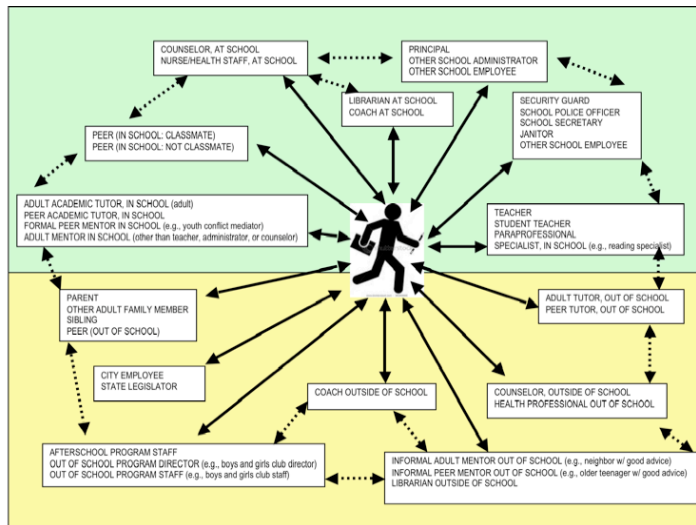 COUNSELOR, AT SCHOOL
NURSE/HEALTH STAFF, AT SCHOOL
PRINCIPAL
OTHER SCHOOL ADMINISTRATOR
OTHER SCHOOL EMPLOYEE
LIBRARIAN AT SCHOOL
COACH AT SCHOOL
SECURITY GUARD
SCHOOL POLICE OFFICER
SCHOOL SECRETARY
JANITOR
OTHER SCHOOL EMPLOYEE
PEER (IN SCHOOL: CLASSMATE)
PEER (IN SCHOOL: NOT CLASSMATE)
ADULT ACADEMIC TUTOR, IN SCHOOL (adult)
PEER ACADEMIC TUTOR, IN SCHOOL
FORMAL PEER MENTOR IN SCHOOL (e.g., youth conflict mediator)
ADULT MENTOR IN SCHOOL (other than teacher, administrator, or counselor)
TEACHER
STUDENT TEACHER
PARAPROFESSIONAL
SPECIALIST, IN SCHOOL (e.g., reading specialist)
PARENT
OTHER ADULT FAMILY MEMBER
SIBLING
PEER (OUT OF SCHOOL)
ADULT TUTOR, OUT OF SCHOOL
PEER TUTOR, OUT OF SCHOOL
CITY EMPLOYEE
STATE LEGISLATOR
COACH OUTSIDE OF SCHOOL
COUNSELOR, OUTSIDE OF SCHOOL
HEALTH PROFESSIONAL OUT OF SCHOOL
AFTERSCHOOL PROGRAM STAFF
OUT OF SCHOOL PROGRAM DIRECTOR (e.g., boys and girls club director)
OUT OF SCHOOL PROGRAM STAFF (e.g., boys and girls club staff)
INFORMAL ADULT MENTOR OUT OF SCHOOL (e.g., neighbor w/ good advice)
INFORMAL PEER MENTOR OUT OF SCHOOL (e.g., older teenager w/ good advice)
LIBRARIAN OUTSIDE OF SCHOOL